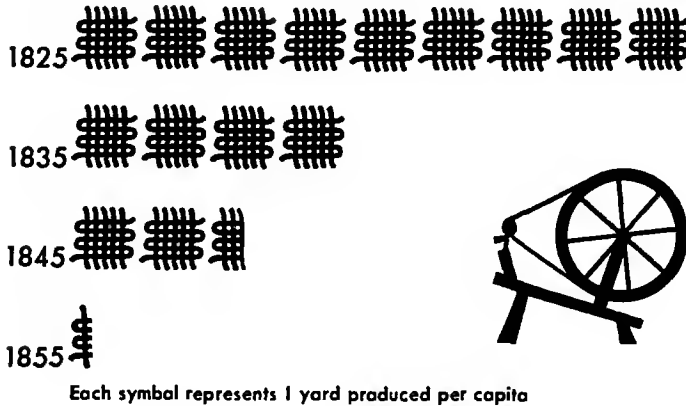 1825
1835
1845
1855
Each symbol represents 1 yard produced per capita